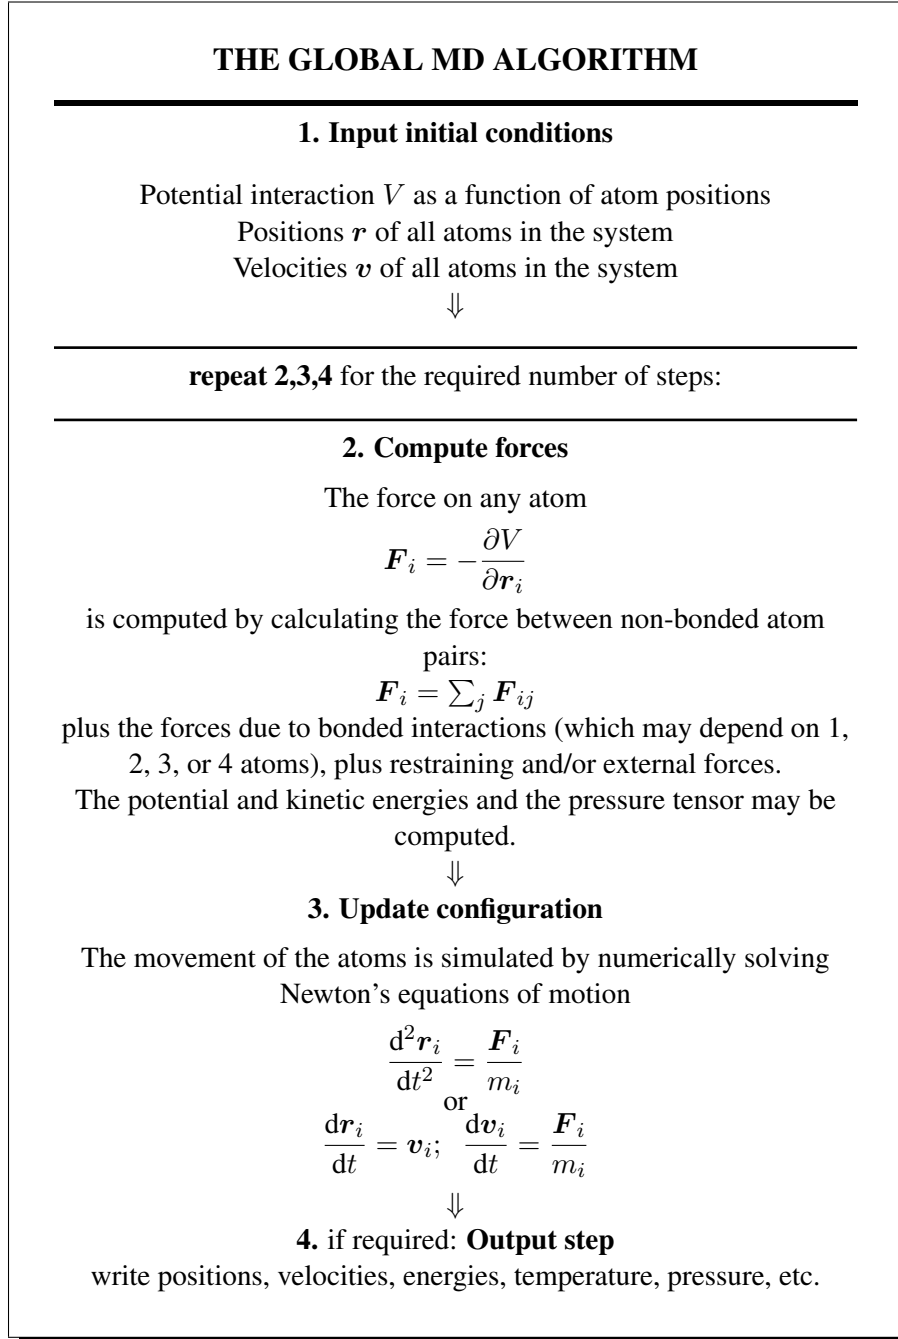 THE GLOBAL MD ALGORITHM
1. Input initial conditions
Potential interaction V as a function of atom positions
Positions r of all atoms in the system
Velocities v of all atoms in the system
⇓
repeat 2,3,4 for the required number of steps:
2. Compute forces
The force on any atom
F_i = −∂V/∂r_i
is computed by calculating the force between non-bonded atom
pairs:
F_i = ∑_j F_ij
plus the forces due to bonded interactions (which may depend on 1,
2, 3, or 4 atoms), plus restraining and/or external forces.
The potential and kinetic energies and the pressure tensor may be
computed.
⇓
3. Update configuration
The movement of the atoms is simulated by numerically solving
Newton's equations of motion
d²r_i/dt² = F_i/m_i
or
dr_i/dt = v_i; dv_i/dt = F_i/m_i
⇓
4. if required: Output step
write positions, velocities, energies, temperature, pressure, etc.